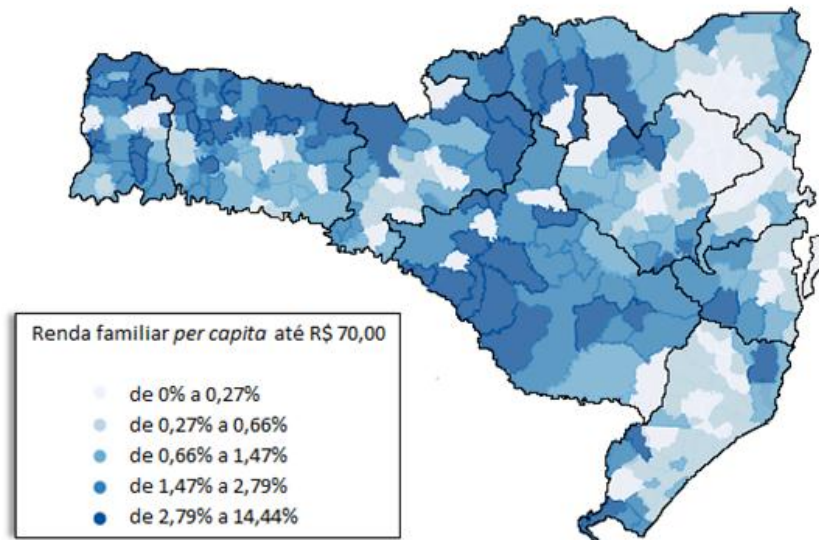 Renda familiar per capita até R$ 70,00
de 0% a 0,27%
de 0,27% a 0,66%
de 0,66% a 1,47%
de 1,47% a 2,79%
de 2,79% a 14,44%